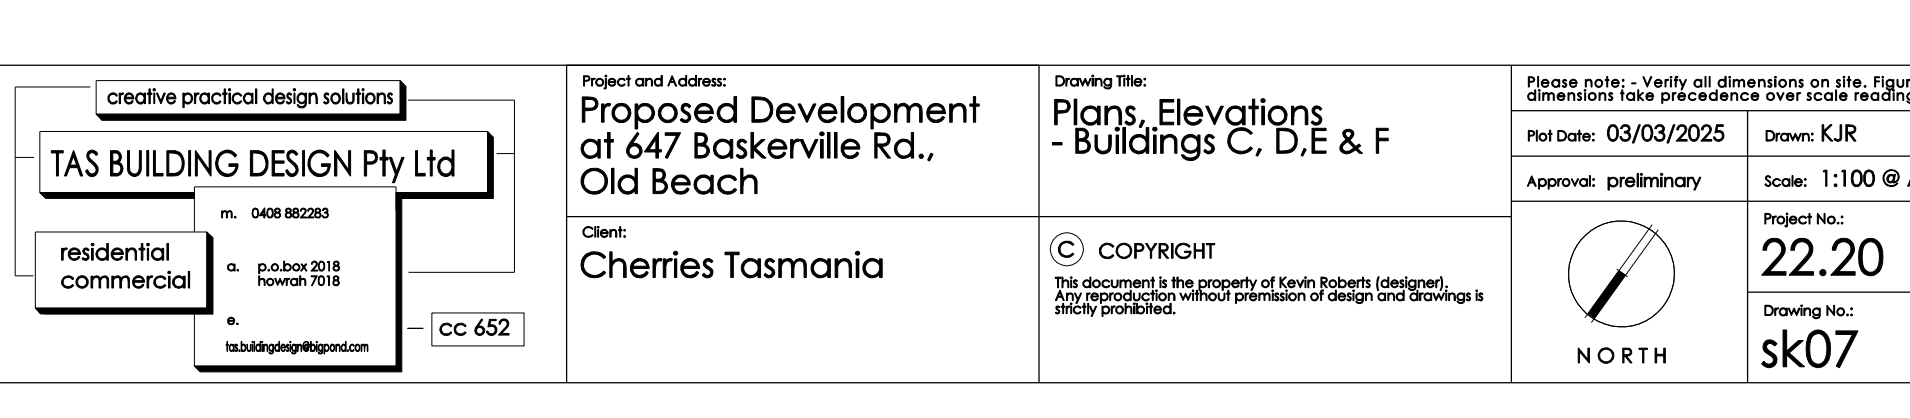 creative practical design solutions
TAS BUILDING DESIGN Pty Ltd
m. 0408 882283
residential
commercial
a. p.o.box 2018
howrah 7018
e.
tas.buildingdesign@bigpond.com
cc 652
Project and Address:
Proposed Development
at 647 Baskerville Rd.,
Old Beach
Client:
Cherries Tasmania
Drawing Title:
Plans, Elevations
- Buildings C, D,E & F
C COPYRIGHT
This document is the property of Kevin Roberts (designer).
Any reproduction without premission of design and drawings is
strictly prohibited.
Please note: - Verify all dimensions on site.
dimensions take precedence over scale
Plot Date: 03/03/2025
Drawn: KJR
Approval: preliminary
Scale: 1:100 @
NORTH
Project No.:
22.20
Drawing No.:
sk07